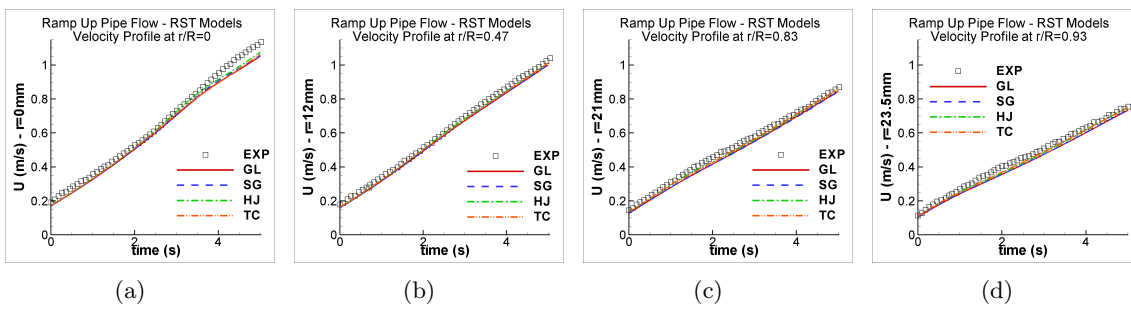 Ramp Up Pipe Flow - RST Models
Velocity Profile at r/R=0
U (m/s) - r=0mm
1
0.8
0.6
0.4
0.2
0
0 2 4
time (s)
EXP
GL
SG
HJ
TC
(a)
Ramp Up Pipe Flow - RST Models
Velocity Profile at r/R=0.47
U (m/s) - r=12mm
1
0.8
0.6
0.4
0.2
0
0 2 4
time (s)
EXP
GL
SG
HJ
TC
(b)
Ramp Up Pipe Flow - RST Models
Velocity Profile at r/R=0.83
U (m/s) - r=21mm
1
0.8
0.6
0.4
0.2
0
0 2 4
time (s)
EXP
GL
SG
HJ
TC
(c)
Ramp Up Pipe Flow - RST Models
Velocity Profile at r/R=0.93
U (m/s) - r=23.5mm
1
0.8
0.6
0.4
0.2
0
0 2 4
time (s)
EXP
GL
SG
HJ
TC
(d)